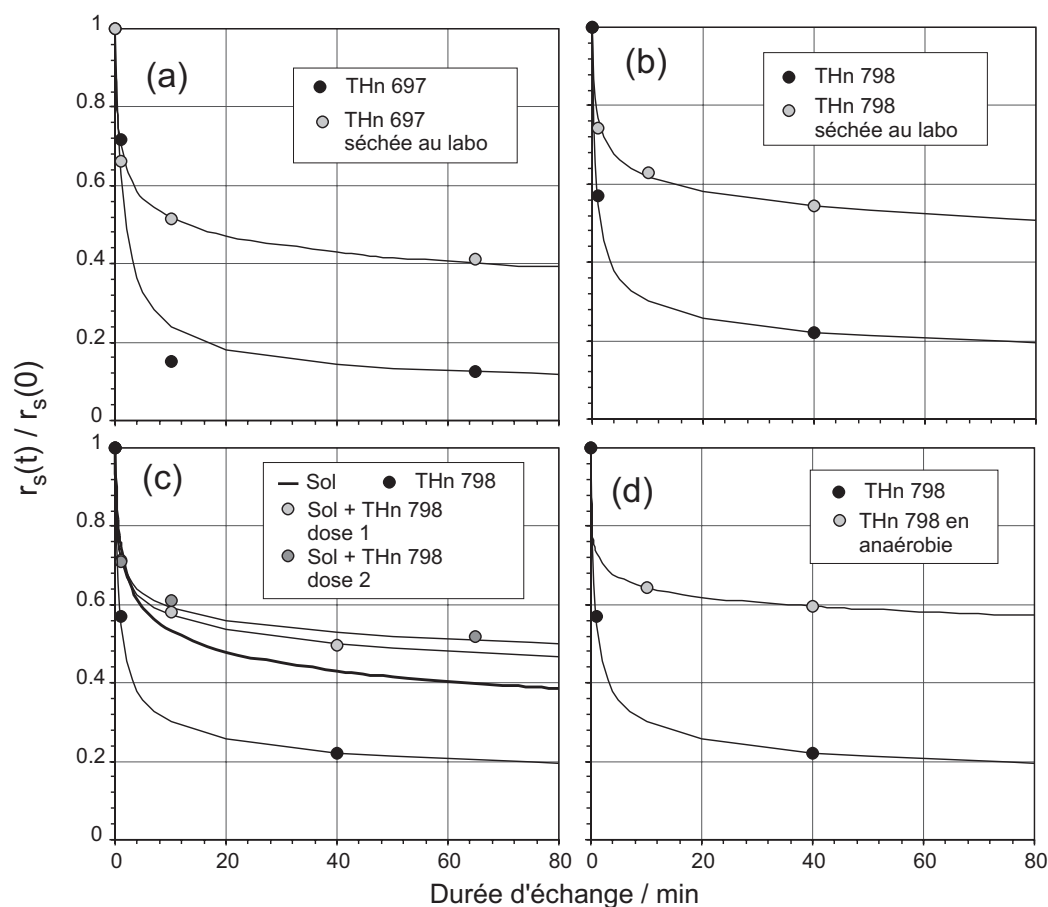 (a)
THn 697
THn 697
séchée au labo
1
0.8
0.6
0.4
0.2
0
(b)
THn 798
THn 798
séchée au labo
r_s(t) / r_s(0)
(c)
Sol
THn 798
Sol + THn 798
dose 1
Sol + THn 798
dose 2
1
0.8
0.6
0.4
0.2
0
0 20 40 60 80
(d)
THn 798
THn 798 en
anaérobie
0 20 40 60 80
Durée d'échange / min